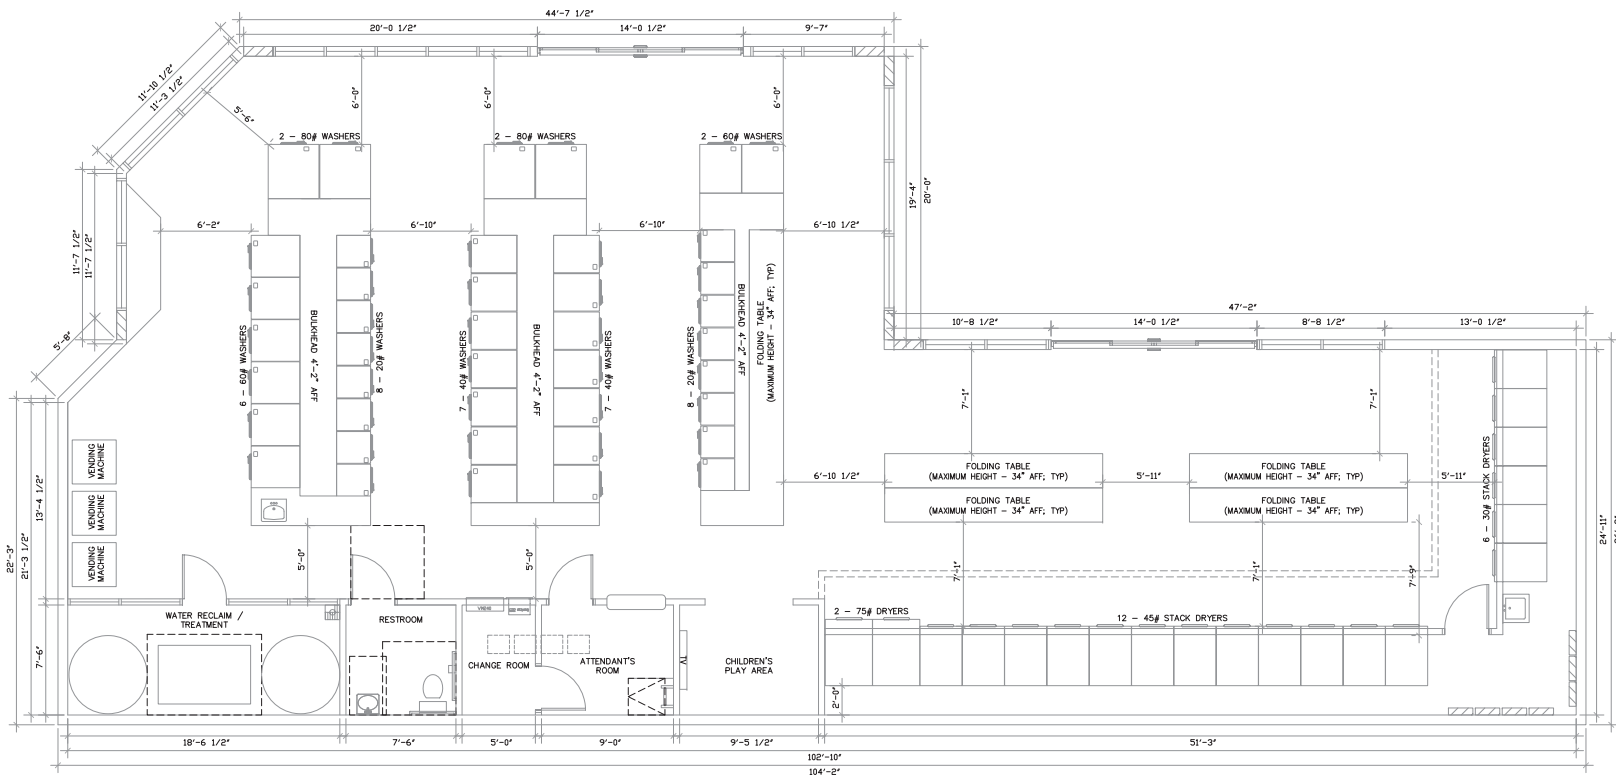 44'-7 1/2"
20'-0 1/2"
14'-0 1/2"
9'-7"
11'-10 1/2"
11'-3 1/2"
5'-6"
6'-0"
6'-0"
6'-0"
2 - 80# WASHERS
2 - 80# WASHERS
2 - 60# WASHERS
19'-4"
20'-0"
11'-7 1/2"
11'-7 1/2"
6'-2"
6'-10"
6'-10"
6'-10 1/2"
5'-8"
6 - 60# WASHERS
BULKHEAD 4'-2" AFF
8 - 20# WASHERS
7 - 40# WASHERS
BULKHEAD 4'-2" AFF
7 - 40# WASHERS
8 - 20# WASHERS
BULKHEAD 4'-2" AFF
FOLDING TABLE
(MAXIMUM HEIGHT - 34" AFF; TYP)
47'-2"
10'-8 1/2"
14'-0 1/2"
8'-8 1/2"
13'-0 1/2"
7'-1"
7'-1"
22'-3"
21'-3 1/2"
13'-4 1/2"
VENDING
MACHINE
VENDING
MACHINE
VENDING
MACHINE
6'-10 1/2"
FOLDING TABLE
(MAXIMUM HEIGHT - 34" AFF; TYP)
FOLDING TABLE
(MAXIMUM HEIGHT - 34" AFF; TYP)
5'-11"
FOLDING TABLE
(MAXIMUM HEIGHT - 34" AFF; TYP)
FOLDING TABLE
(MAXIMUM HEIGHT - 34" AFF; TYP)
5'-11"
6 - 30# STACK DRYERS
24'-11"
5'-0"
5'-0"
7'-1"
7'-1"
7'-9"
7'-6"
WATER RECLAIM /
TREATMENT
RESTROOM
CHANGE ROOM
ATTENDANT'S
ROOM
TV
CHILDREN'S
PLAY AREA
2 - 75# DRYERS
12 - 45# STACK DRYERS
2'-0"
18'-6 1/2"
7'-6"
5'-0"
9'-0"
9'-5 1/2"
51'-3"
102'-10"
104'-2"